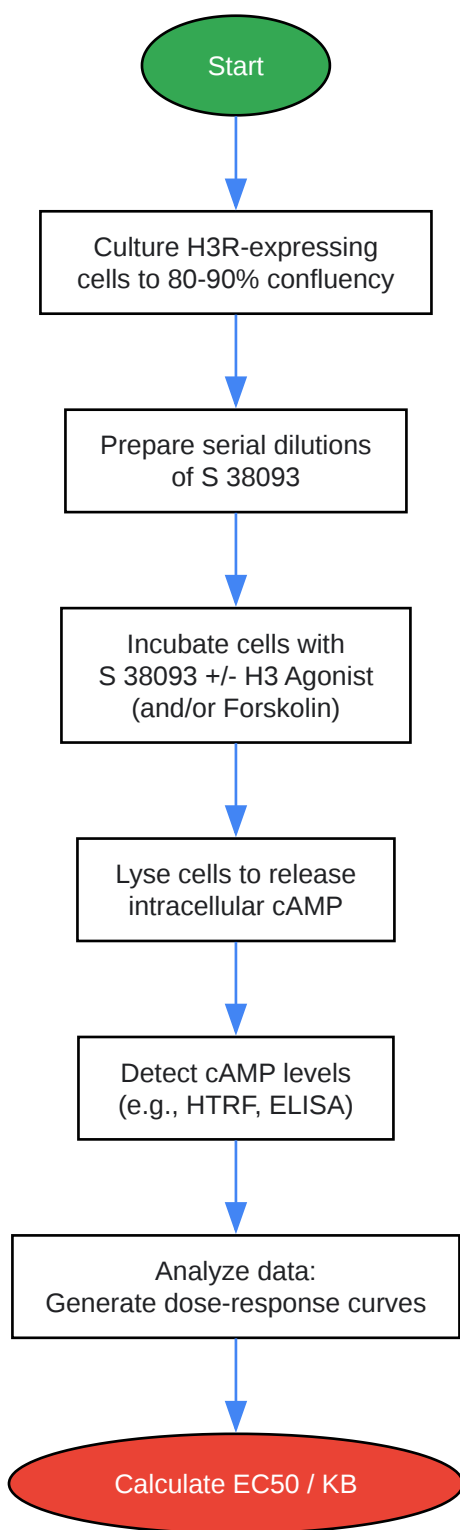 Start
Culture H3R-expressing
cells to 80-90% confluency
Prepare serial dilutions
of S 38093
Incubate cells with
S 38093 +/- H3 Agonist
(and/or Forskolin)
Lyse cells to release
intracellular cAMP
Detect cAMP levels
(e.g., HTRF, ELISA)
Analyze data:
Generate dose-response curves
Calculate EC50 / KB